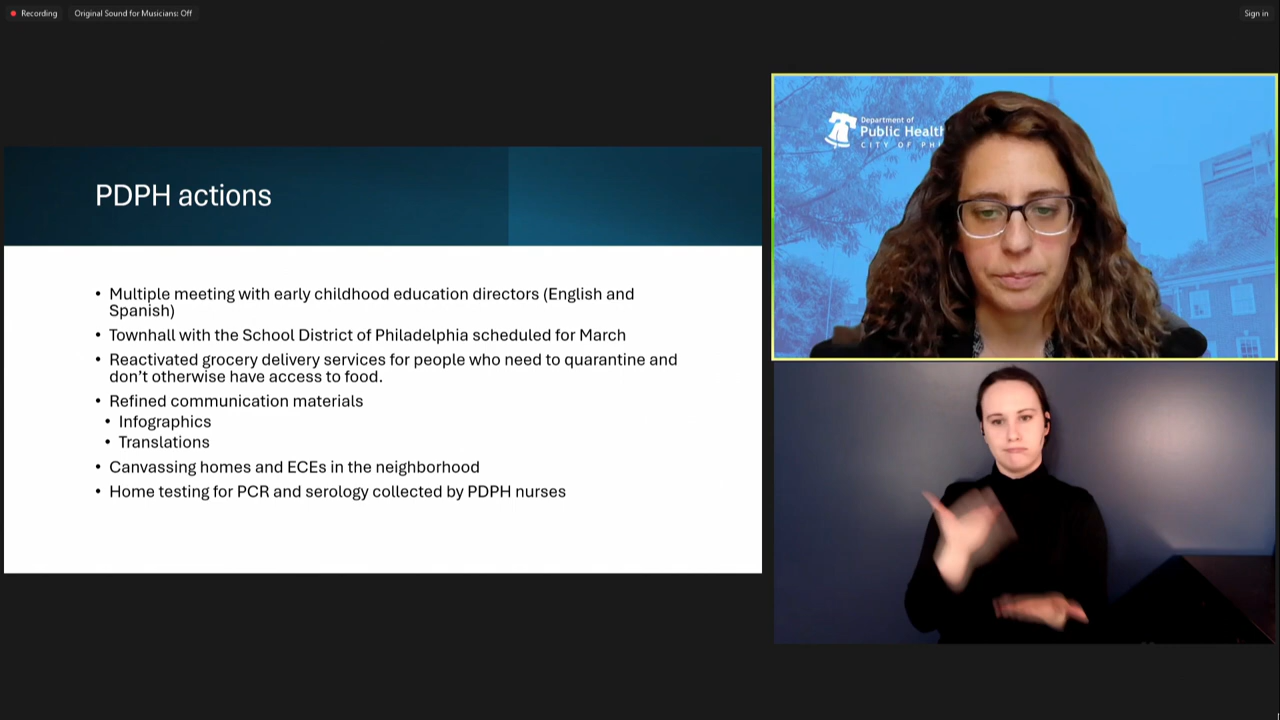 Recording
Original Sound for Musicians: Off
Sign in
PDPH actions
• Multiple meeting with early childhood education directors (English and
Spanish)
• Townhall with the School District of Philadelphia scheduled for March
• Reactivated grocery delivery services for people who need to quarantine and
don’t otherwise have access to food.
• Refined communication materials
• Infographics
• Translations
• Canvassing homes and ECEs in the neighborhood
• Home testing for PCR and serology collected by PDPH nurses
Department of
Public Health
CITY OF PHI